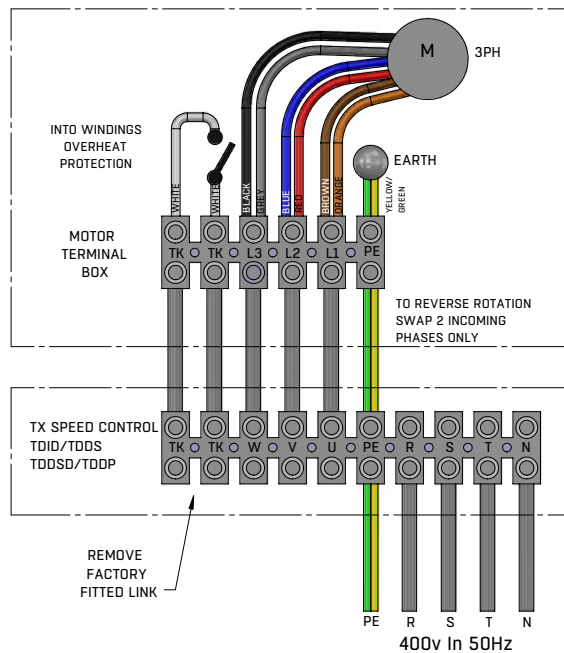 M
3PH
INTO WINDINGS
OVERHEAT
PROTECTION
EARTH
WHITE
WHITE
BLACK
GREY
BLUE
RED
BROWN
ORANGE
YELLOW/
GREEN
MOTOR
TERMINAL
BOX
TK TK L3 L2 L1 PE
TO REVERSE ROTATION
SWAP 2 INCOMING
PHASES ONLY
TX SPEED CONTROL
TDID/TDDS
TDDSD/TDDP
TK TK W V U PE R S T N
REMOVE
FACTORY
FITTED LINK
PE R S T N
400v In 50Hz